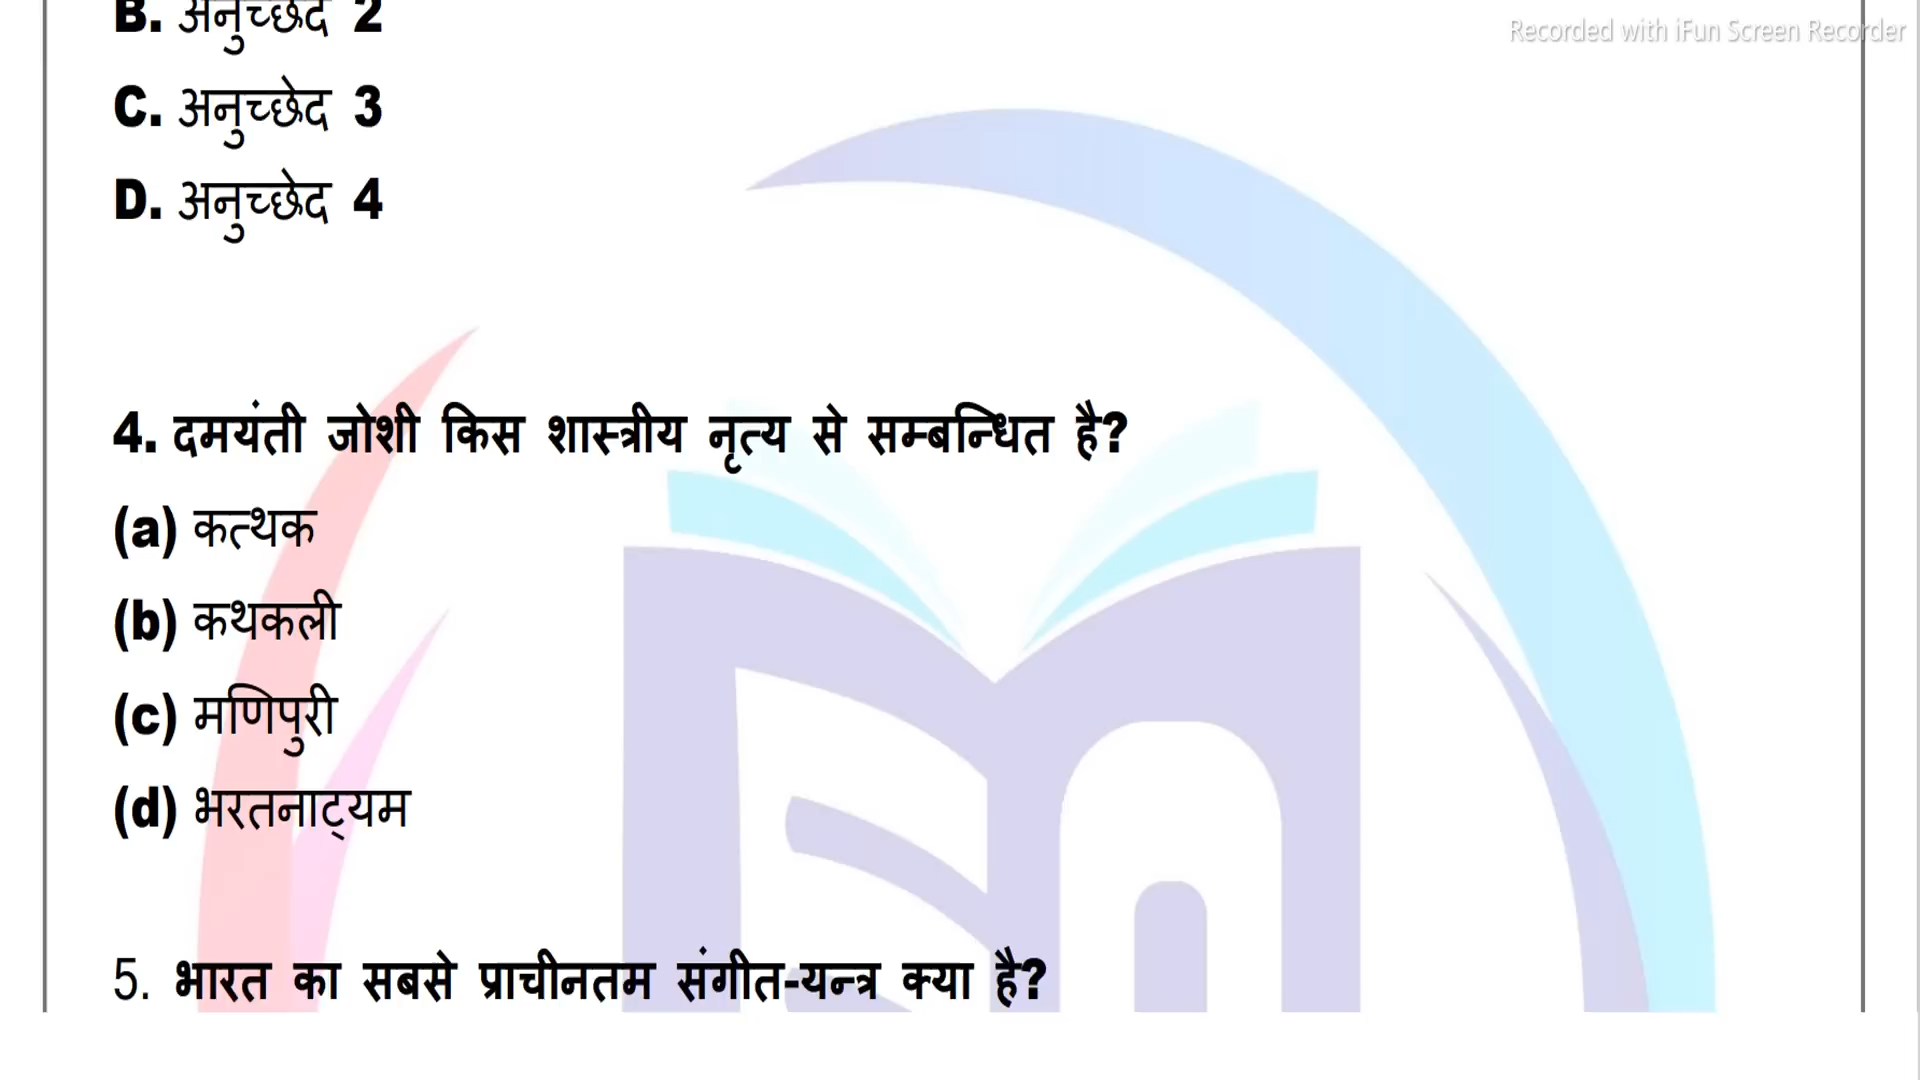 B. अनुच्छेद 2
Recorded with iFun Screen Recorder
C. अनुच्छेद 3
D. अनुच्छेद 4
4. दमयंती जोशी किस शास्त्रीय नृत्य से सम्बन्धित है?
(a) कत्थक
(b) कथकली
(c) मणिपुरी
(d) भरतनाट्यम
5. भारत का सबसे प्राचीनतम संगीत-यन्त्र क्या है?